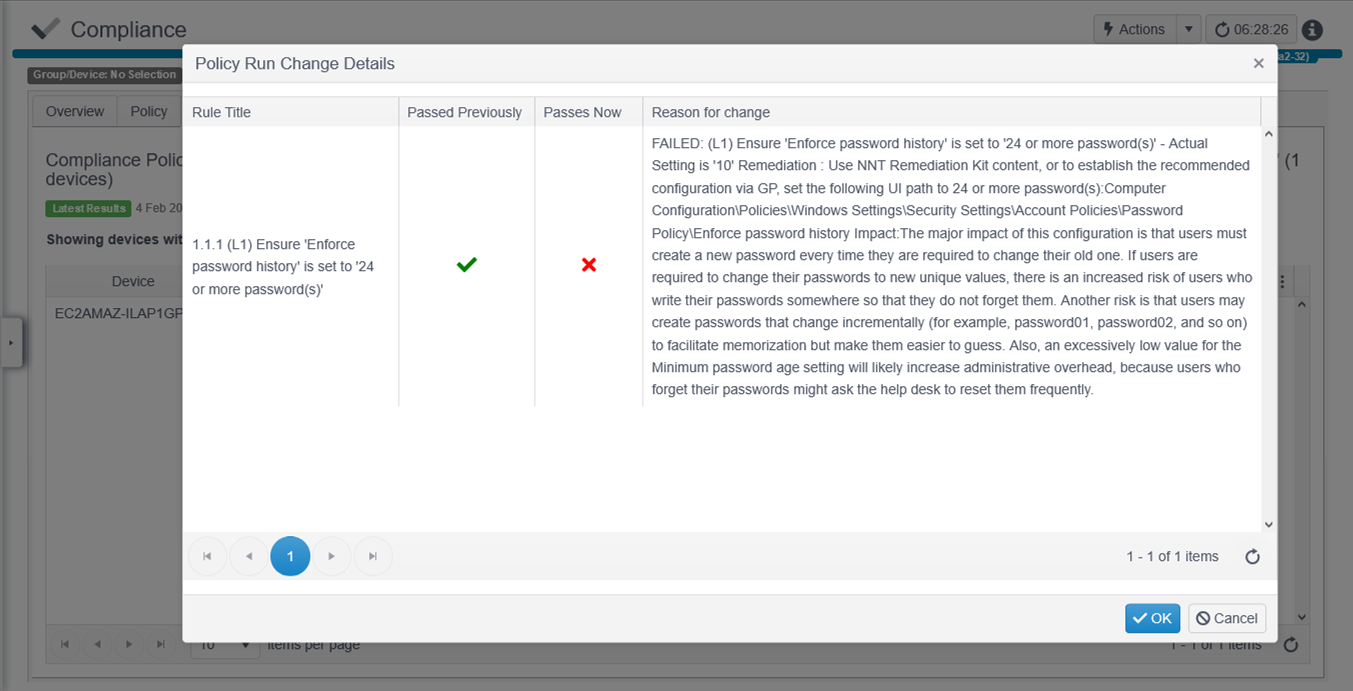 Compliance
Actions
06:28:26
Group/Device: No Selection
a2-32)
Overview
Policy
Compliance Polic
devices)
(1
Latest Results 4 Feb 20
Showing devices wit
Device
EC2AMAZ-ILAP1GP
Policy Run Change Details
Rule Title
Passed Previously
Passes Now
Reason for change
1.1.1 (L1) Ensure 'Enforce
password history' is set to '24
or more password(s)'
FAILED: (L1) Ensure 'Enforce password history' is set to '24 or more password(s)' - Actual
Setting is '10' Remediation : Use NNT Remediation Kit content, or to establish the recommended
configuration via GP, set the following UI path to 24 or more password(s):Computer
Configuration\Policies\Windows Settings\Security Settings\Account Policies\Password
Policy\Enforce password history Impact:The major impact of this configuration is that users must
create a new password every time they are required to change their old one. If users are
required to change their passwords to new unique values, there is an increased risk of users who
write their passwords somewhere so that they do not forget them. Another risk is that users may
create passwords that change incrementally (for example, password01, password02, and so on)
to facilitate memorization but make them easier to guess. Also, an excessively low value for the
Minimum password age setting will likely increase administrative overhead, because users who
forget their passwords might ask the help desk to reset them frequently.
1
1 - 1 of 1 items
OK
Cancel
10
items per page
1 - 1 of 1 items